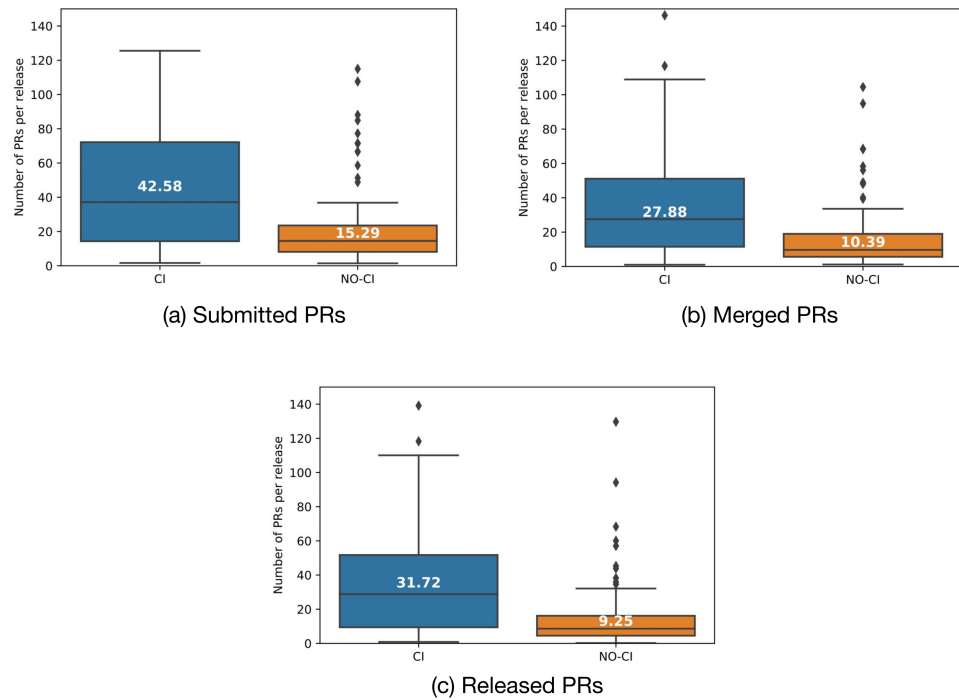 Number of PRs per release
140
120
100
80
60
40
20
0
42.58
15.29
CI
NO-CI
(a) Submitted PRs
Number of PRs per release
140
120
100
80
60
40
20
0
27.88
10.39
CI
NO-CI
(b) Merged PRs
Number of PRs per release
140
120
100
80
60
40
20
0
31.72
9.25
CI
NO-CI
(c) Released PRs